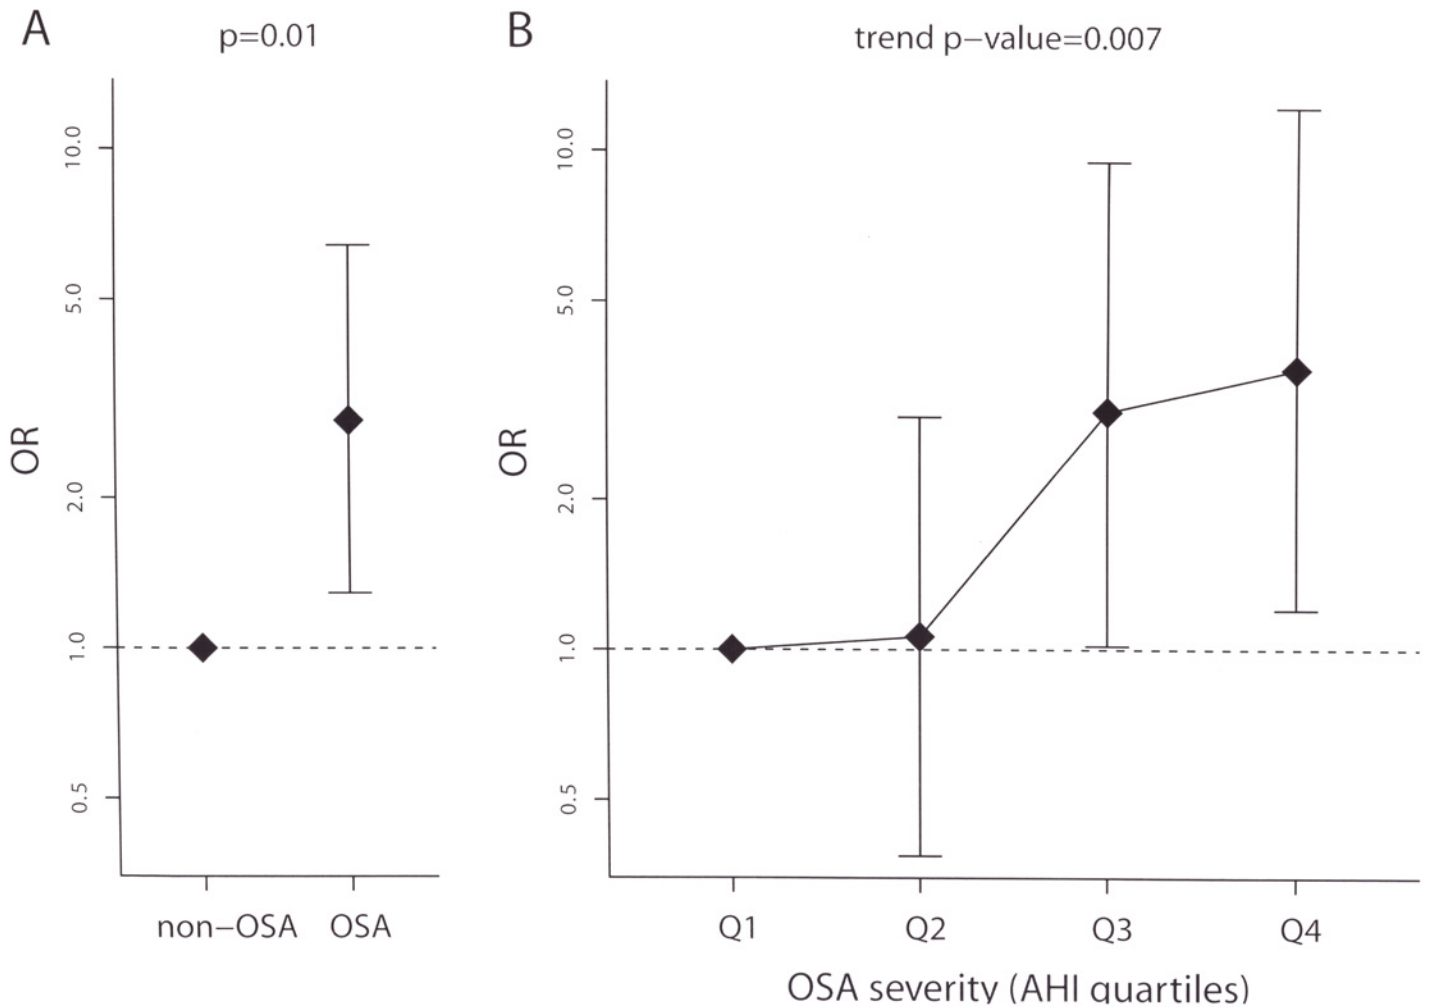 A
p=0.01
10.0
5.0
2.0
1.0
0.5
OR
non−OSA OSA
B
trend p−value=0.007
10.0
5.0
2.0
1.0
0.5
OR
Q1 Q2 Q3 Q4
OSA severity (AHI quartiles)